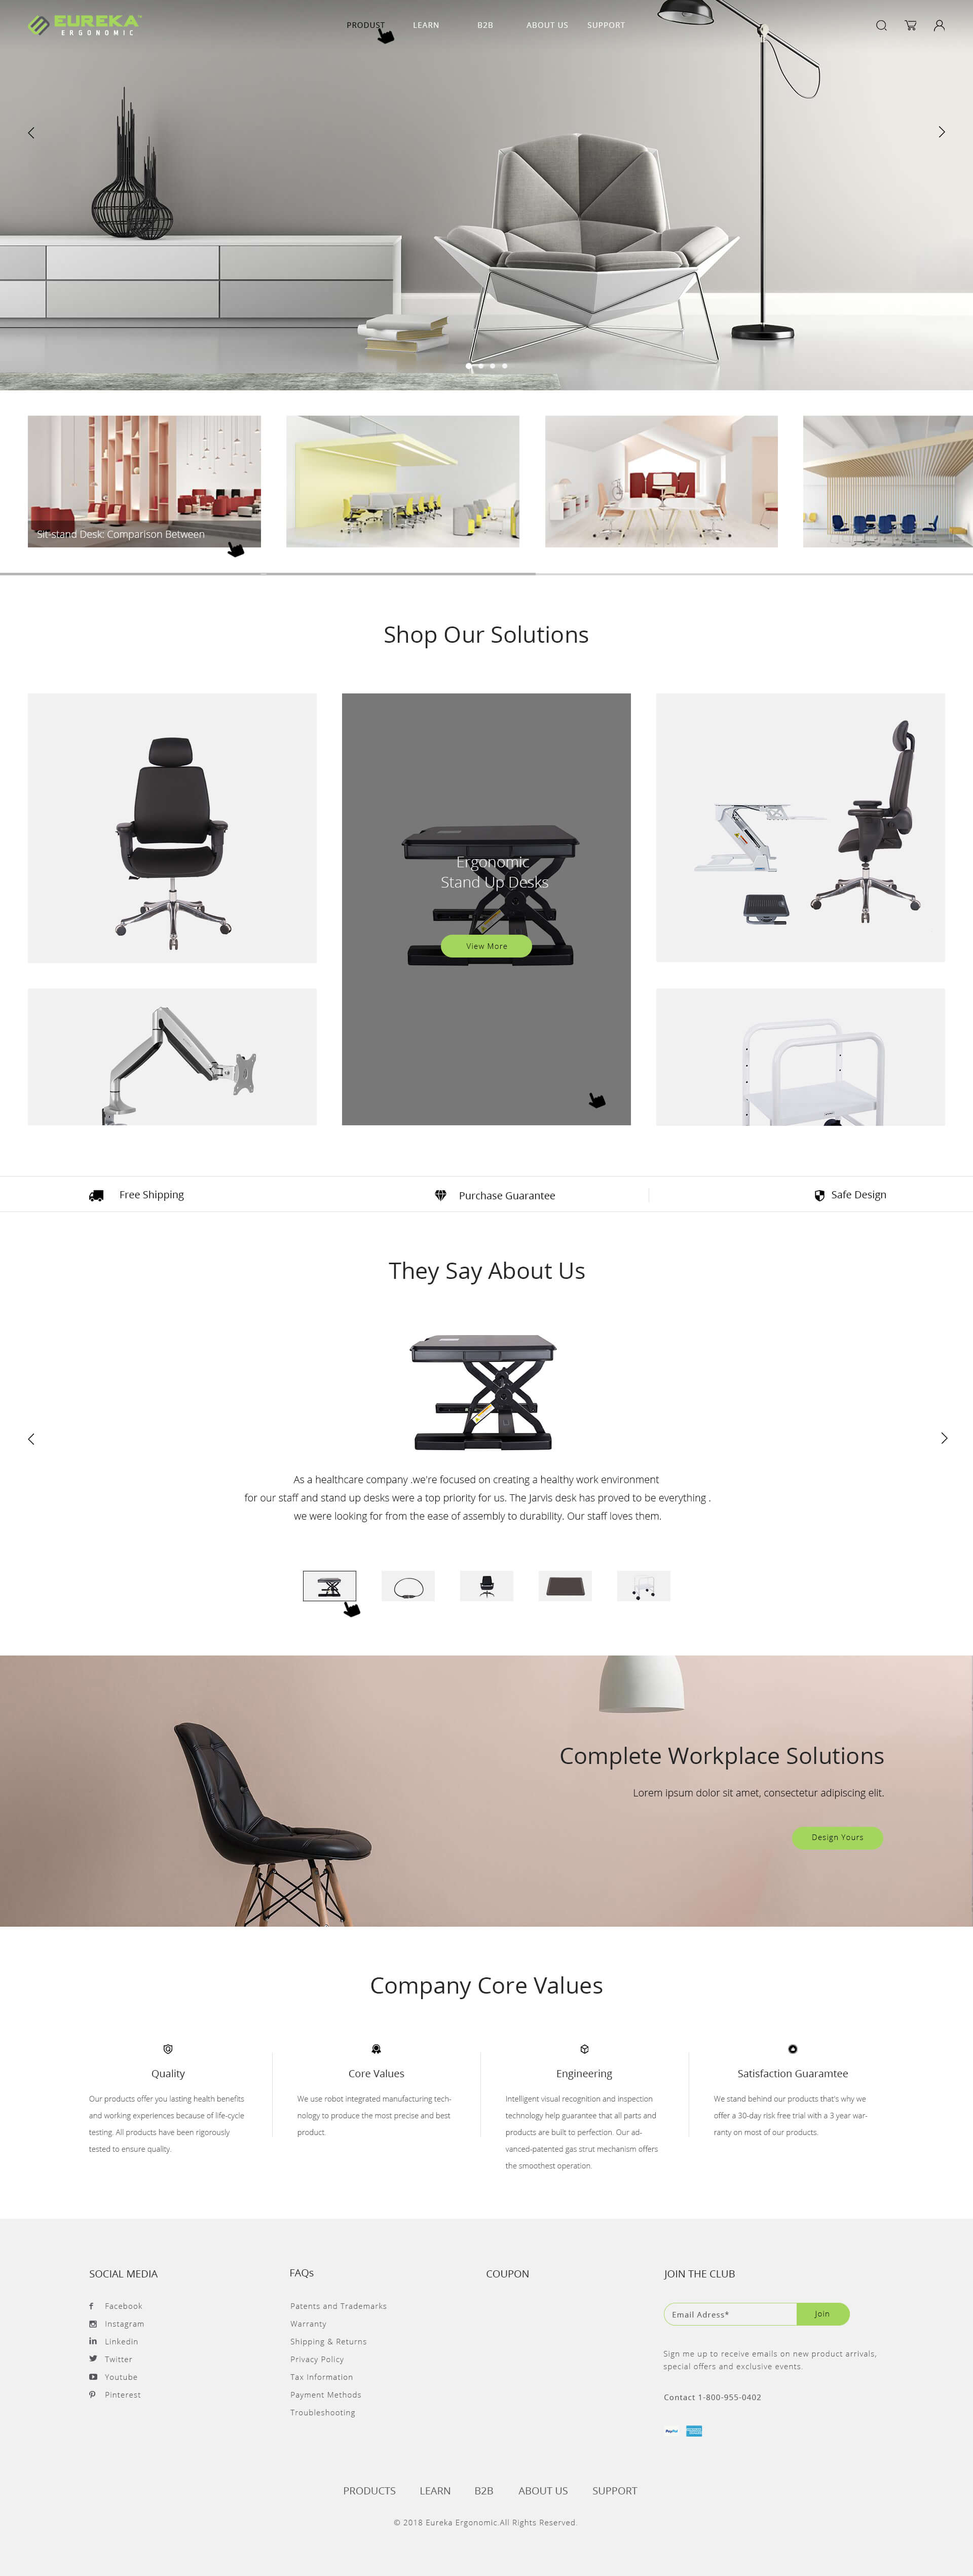 EUREKA
ERGONOMIC
PRODUST LEARN B2B ABOUT US SUPPORT
Sit-stand Desk: Comparison Between
Shop Our Solutions
Ergonomic
Stand Up Desks
View More
Free Shipping
Purchase Guarantee
Safe Design
They Say About Us
As a healthcare company .we're focused on creating a healthy work environment
for our staff and stand up desks were a top priority for us. The Jarvis desk has proved to be everything .
we were looking for from the ease of assembly to durability. Our staff loves them.
Complete Workplace Solutions
Lorem ipsum dolor sit amet, consectetur adipiscing elit.
Design Yours
Company Core Values
Quality
Our products offer you lasting health benefits
and working experiences because of life-cycle
testing. All products have been rigorously
tested to ensure quality.
Core Values
We use robot integrated manufacturing tech-
nology to produce the most precise and best
product.
Engineering
Intelligent visual recognition and inspection
technology help guarantee that all parts and
products are built to perfection. Our ad-
vanced-patented gas strut mechanism offers
the smoothest operation.
Satisfaction Guaramtee
We stand behind our products that's why we
offer a 30-day risk free trial with a 3 year war-
ranty on most of our products.
SOCIAL MEDIA
Facebook
Instagram
Linkedin
Twitter
Youtube
Pinterest
FAQs
Patents and Trademarks
Warranty
Shipping & Returns
Privacy Policy
Tax Information
Payment Methods
Troubleshooting
COUPON
JOIN THE CLUB
Email Adress*
Join
Sign me up to receive emails on new product arrivals,
special offers and exclusive events.
Contact 1-800-955-0402
PayPal
PRODUCTS LEARN B2B ABOUT US SUPPORT
© 2018 Eureka Ergonomic.All Rights Reserved.